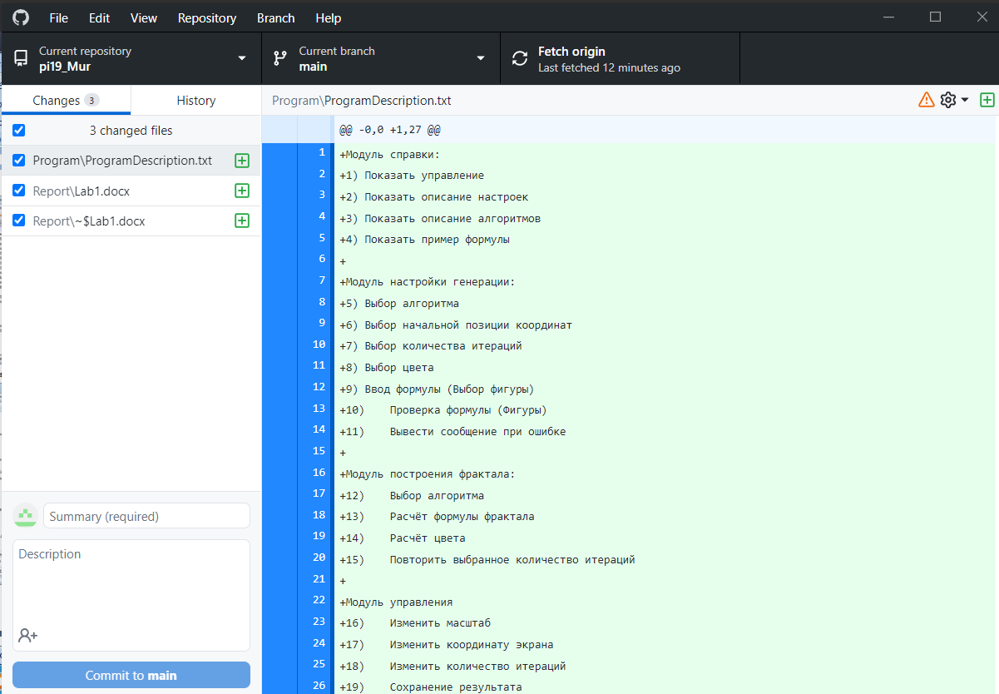 File Edit View Repository Branch Help
Current repository
pi19_Mur
Current branch
main
Fetch origin
Last fetched 12 minutes ago
Changes 3
History
Program\ProgramDescription.txt
3 changed files
Program\ProgramDescription.txt
Report\Lab1.docx
Report\~$Lab1.docx
Summary (required)
Description
Commit to main
@@ -0,0 +1,27 @@
1 +Модуль справки:
2 +1) Показать управление
3 +2) Показать описание настроек
4 +3) Показать описание алгоритмов
5 +4) Показать пример формулы
6 +
7 +Модуль настройки генерации:
8 +5) Выбор алгоритма
9 +6) Выбор начальной позиции координат
10 +7) Выбор количества итераций
11 +8) Выбор цвета
12 +9) Ввод формулы (Выбор фигуры)
13 +10) Проверка формулы (Фигуры)
14 +11) Вывести сообщение при ошибке
15 +
16 +Модуль построения фрактала:
17 +12) Выбор алгоритма
18 +13) Расчёт формулы фрактала
19 +14) Расчёт цвета
20 +15) Повторить выбранное количество итераций
21 +
22 +Модуль управления
23 +16) Изменить масштаб
24 +17) Изменить координату экрана
25 +18) Изменить количество итераций
26 +19) Сохранение результата